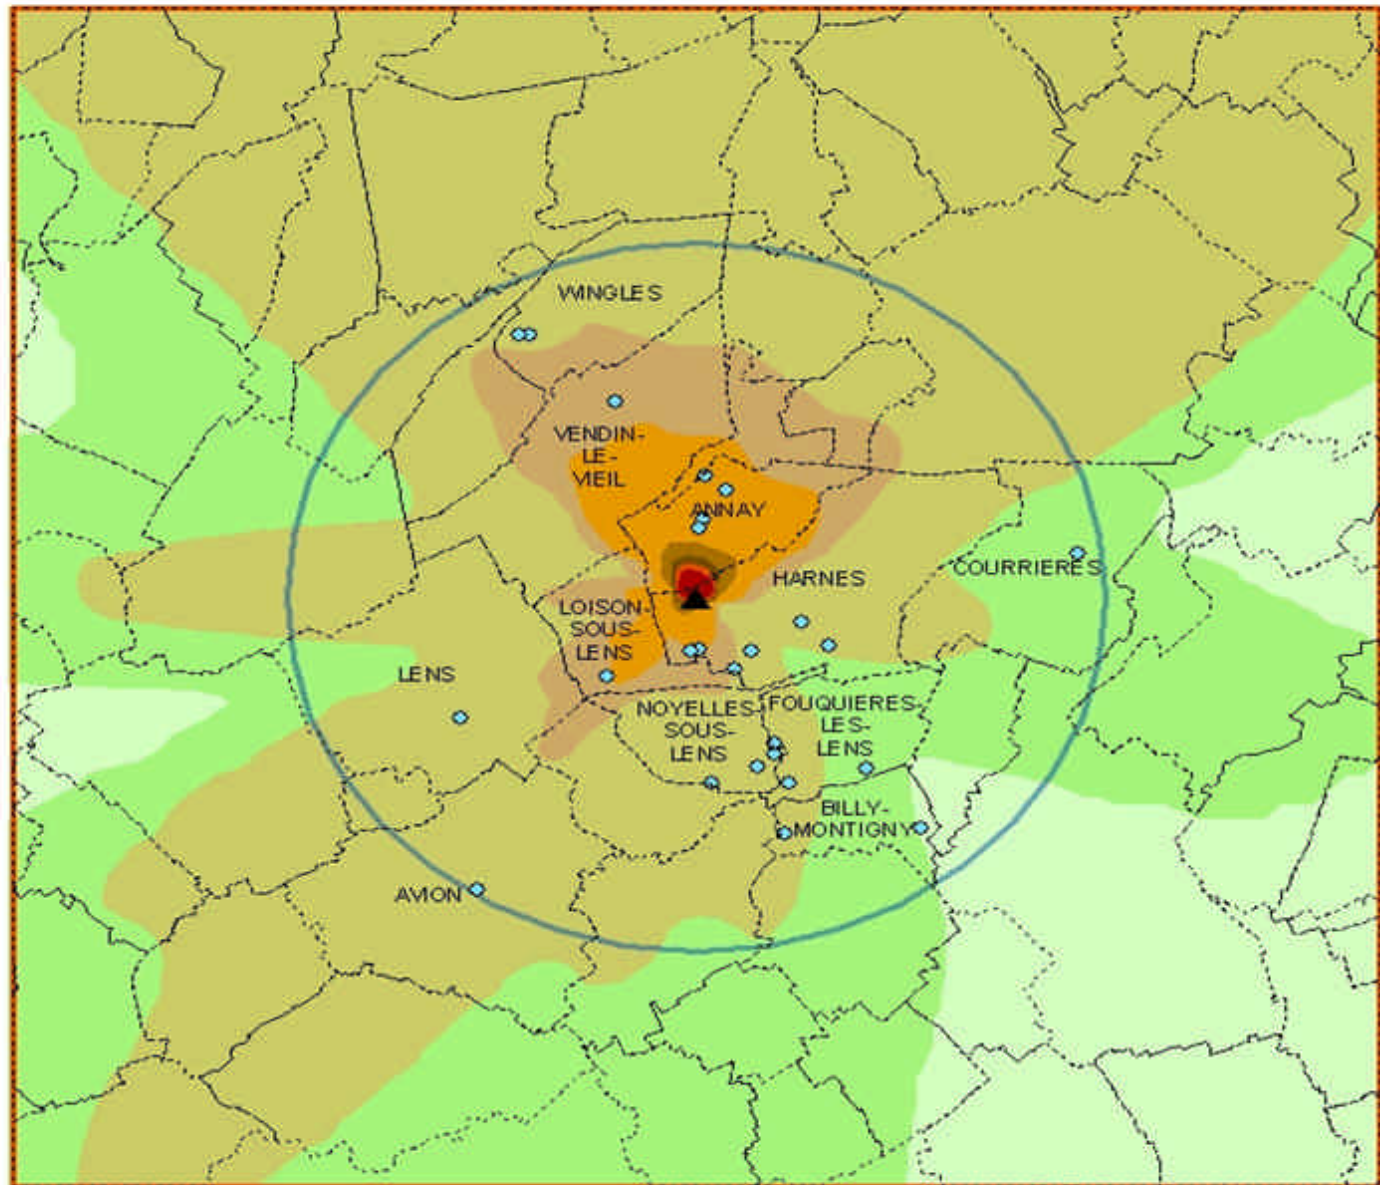 WINGLES
VENDIN-
LE-
VIEIL
ANNAY
HARNES
COURRIERES
LOISON-
SOUS-
LENS
LENS
NOYELLES-
SOUS-
LENS
FOUQUIERES-
LES-
LENS
BILLY-
MONTIGNY
AVION